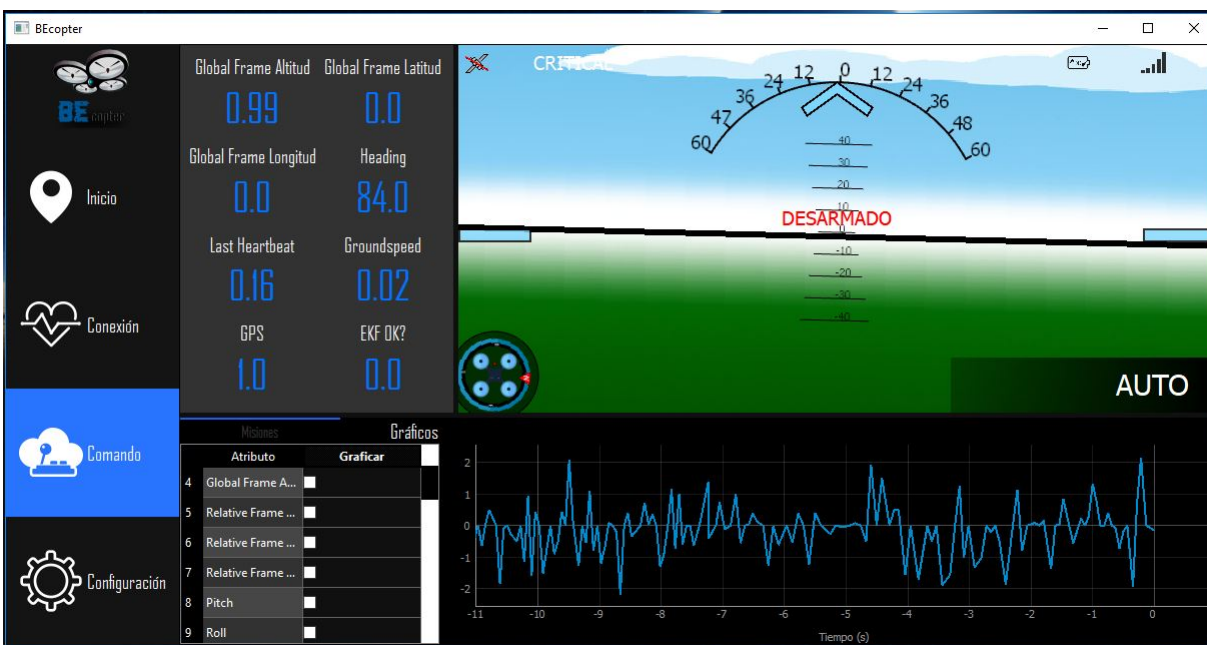 BEcopter
BEcopter
Inicio
Conexión
Comando
Configuración
Global Frame Altitud Global Frame Latitud
0.99 0.0
Global Frame Longitud Heading
0.0 84.0
Last Heartbeat Groundspeed
0.16 0.02
GPS EKF OK?
1.0 0.0
CRITICAL
60 47 36 24 12 0 12 24 36 48 60
40
30
20
10
0
DESARMADO
-10
-20
-30
-40
AUTO
Misiones Gráficos
Atributo Graficar
4 Global Frame A...
5 Relative Frame ...
6 Relative Frame ...
7 Relative Frame ...
8 Pitch
9 Roll
2
1
0
-1
-2
-11 -10 -9 -8 -7 -6 -5 -4 -3 -2 -1 0
Tiempo (s)